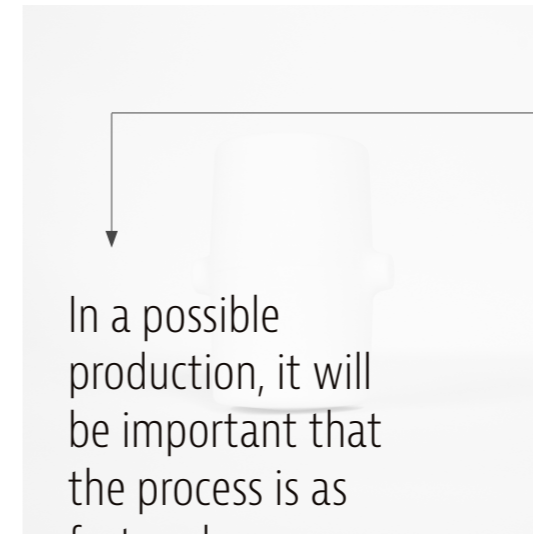 In a possible
production, it will
be important that
the process is as